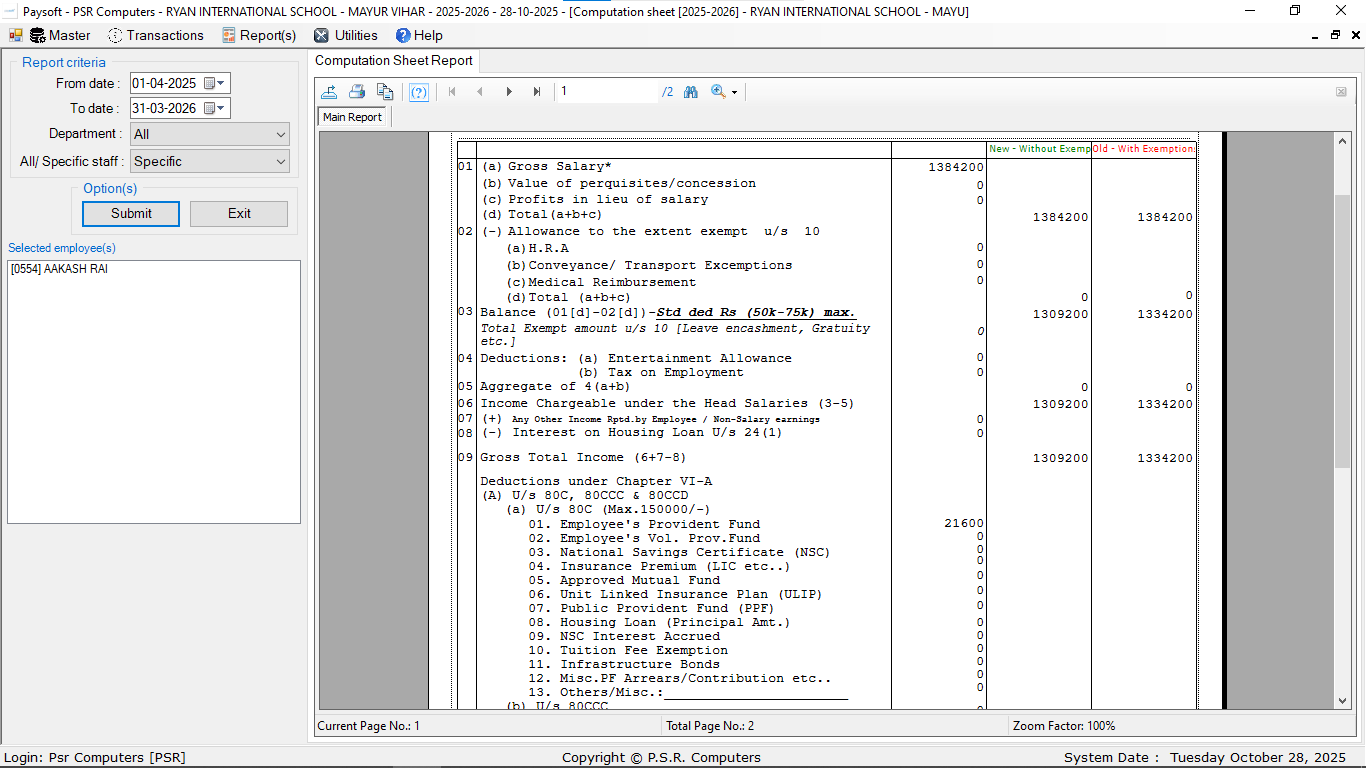 Paysoft - PSR Computers - RYAN INTERNATIONAL SCHOOL - MAYUR VIHAR - 2025-2026 - 28-10-2025 - [Computation sheet [2025-2026] - RYAN INTERNATIONAL SCHOOL - MAYU]
Master Transactions Report(s) Utilities Help
Report criteria
From date : 01-04-2025
To date : 31-03-2026
Department : All
All/ Specific staff : Specific
Option(s)
Submit Exit
Selected employee(s)
[0554] AAKASH RAI
Computation Sheet Report
1 /2
Main Report
New - Without Exemp Old - With Exemption:
01 (a) Gross Salary* 1384200
(b) Value of perquisites/concession 0
(c) Profits in lieu of salary 0
(d) Total(a+b+c) 1384200 1384200
02 (-) Allowance to the extent exempt u/s 10
(a)H.R.A 0
(b)Conveyance/ Transport Excemptions 0
(c)Medical Reimbursement 0
(d)Total (a+b+c) 0 0
03 Balance (01[d]-02[d])-Std ded Rs (50k-75k) max. 1309200 1334200
Total Exempt amount u/s 10 [Leave encashment, Gratuity 0
etc.]
04 Deductions: (a) Entertainment Allowance 0
(b) Tax on Employment 0
05 Aggregate of 4(a+b) 0 0
06 Income Chargeable under the Head Salaries (3-5) 1309200 1334200
07 (+) Any Other Income Rptd.by Employee / Non-Salary earnings 0
08 (-) Interest on Housing Loan U/s 24(1) 0
09 Gross Total Income (6+7-8) 1309200 1334200
Deductions under Chapter VI-A
(A) U/s 80C, 80CCC & 80CCD
(a) U/s 80C (Max.150000/-)
01. Employee's Provident Fund 21600
02. Employee's Vol. Prov.Fund 0
03. National Savings Certificate (NSC) 0
04. Insurance Premium (LIC etc..) 0
05. Approved Mutual Fund 0
06. Unit Linked Insurance Plan (ULIP) 0
07. Public Provident Fund (PPF) 0
08. Housing Loan (Principal Amt.) 0
09. NSC Interest Accrued 0
10. Tuition Fee Exemption 0
11. Infrastructure Bonds 0
12. Misc.PF Arrears/Contribution etc.. 0
13. Others/Misc.:_______________________ 0
(b) U/s 80CCC 0
Current Page No.: 1 Total Page No.: 2 Zoom Factor: 100%
Login: Psr Computers [PSR] Copyright © P.S.R. Computers System Date : Tuesday October 28, 2025